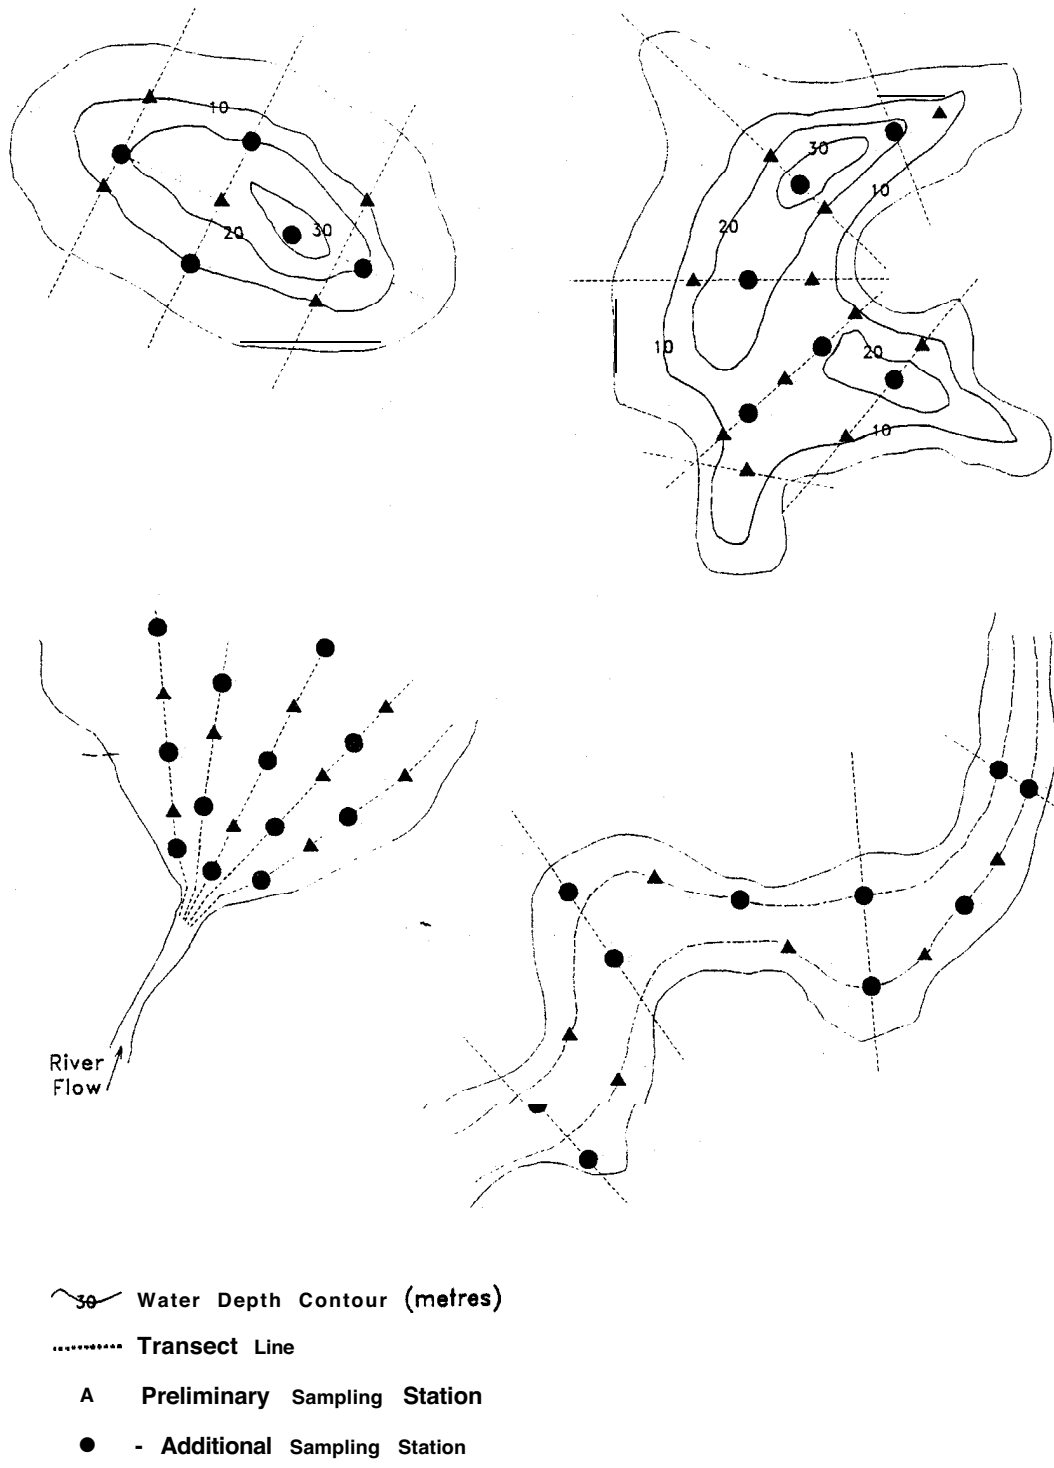 10
20
30
30
20
10
10
20
10
River
Flow
30 Water Depth Contour (metres)
Transect Line
A Preliminary Sampling Station
- Additional Sampling Station